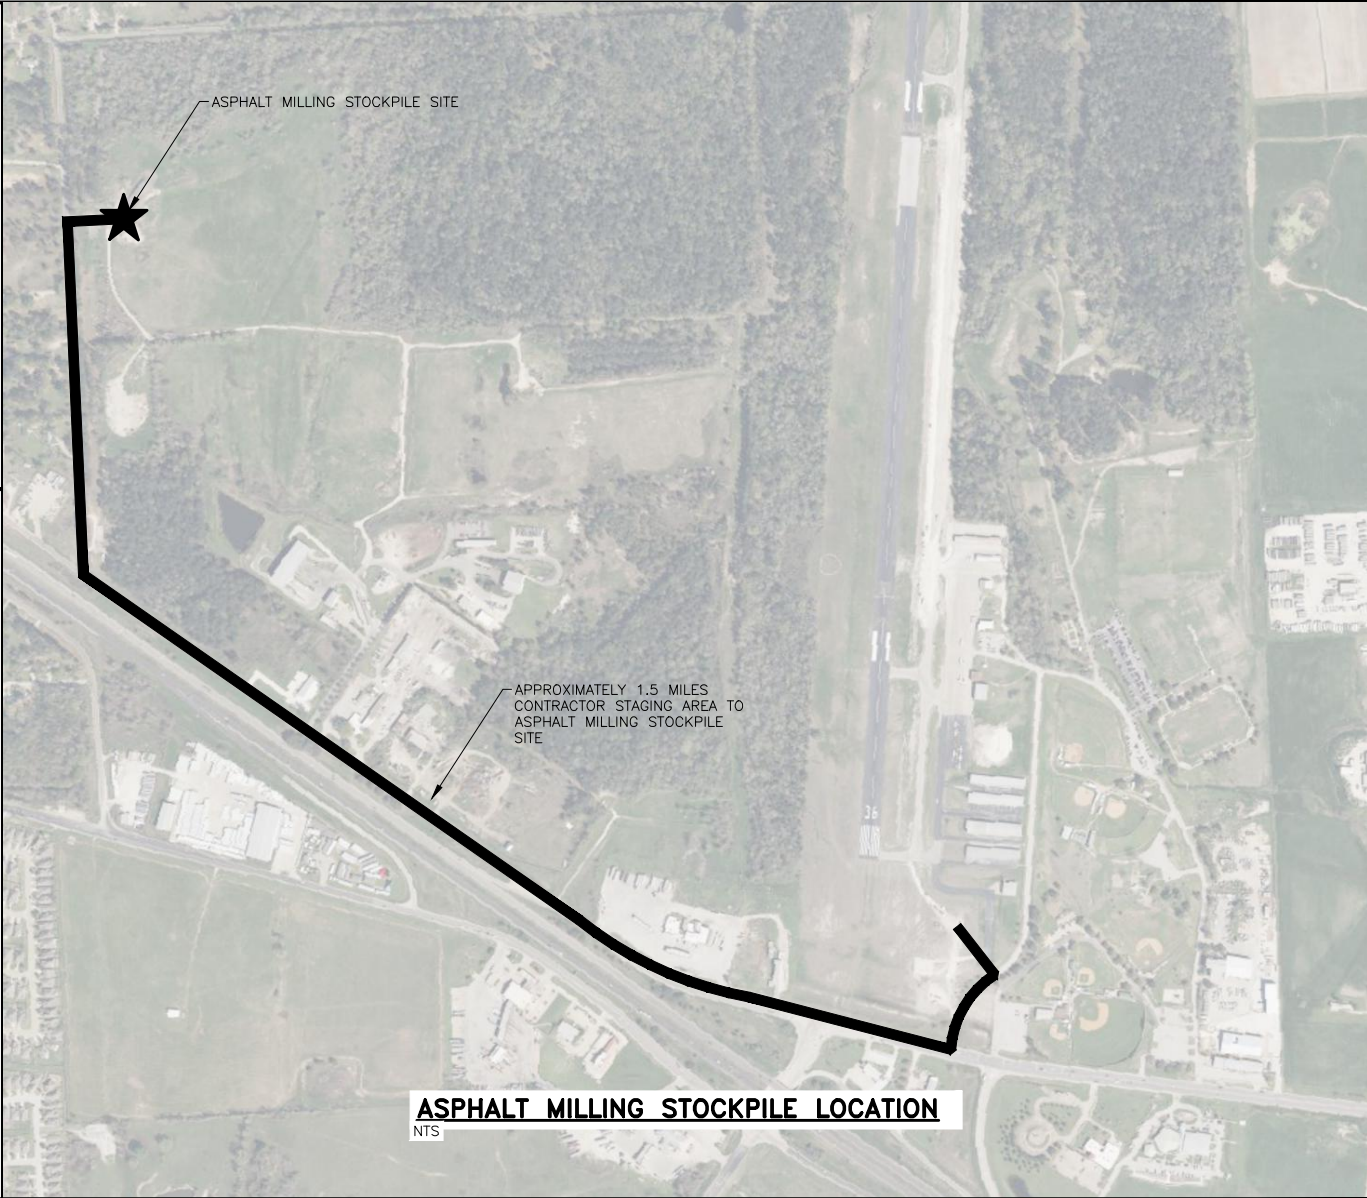 ASPHALT MILLING STOCKPILE SITE
APPROXIMATELY 1.5 MILES
CONTRACTOR STAGING AREA TO
ASPHALT MILLING STOCKPILE
SITE
36
ASPHALT MILLING STOCKPILE LOCATION
NTS